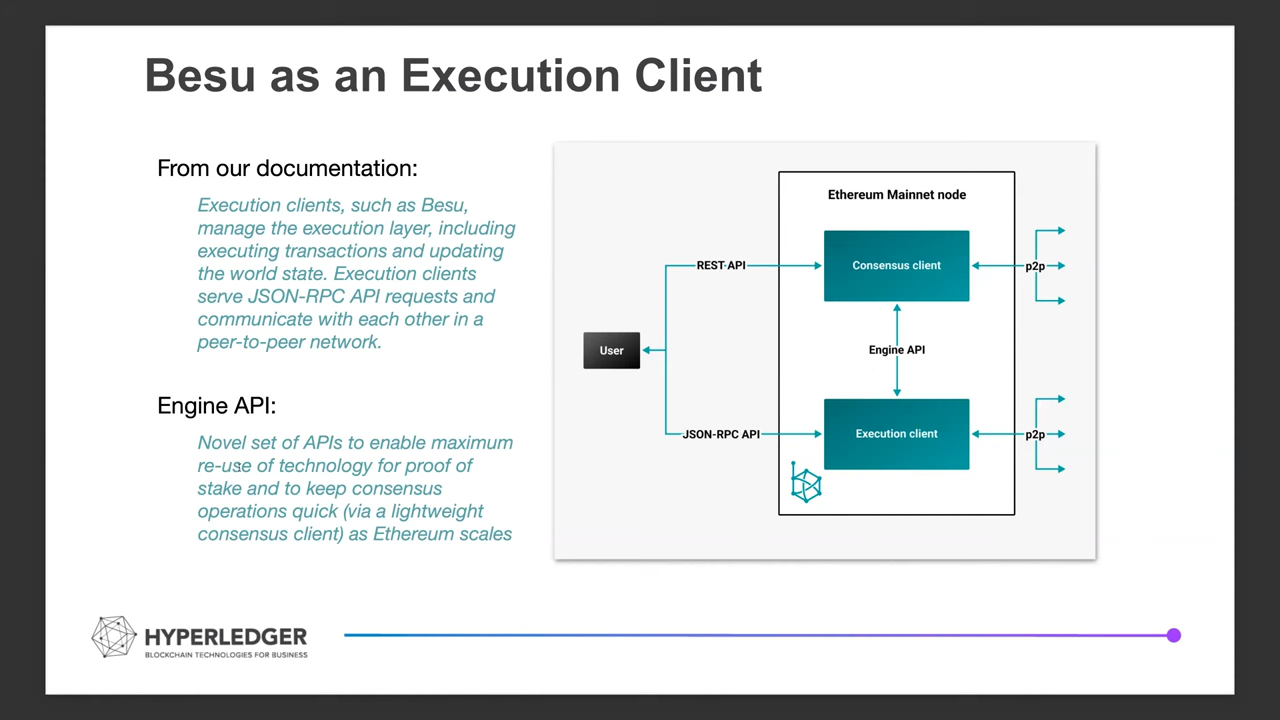 Besu as an Execution Client
From our documentation:
Execution clients, such as Besu,
manage the execution layer, including
executing transactions and updating
the world state. Execution clients
serve JSON-RPC API requests and
communicate with each other in a
peer-to-peer network.
Engine API:
Novel set of APIs to enable maximum
re-use of technology for proof of
stake and to keep consensus
operations quick (via a lightweight
consensus client) as Ethereum scales
Ethereum Mainnet node
REST API
Consensus client
p2p
User
Engine API
JSON-RPC API
Execution client
p2p
HYPERLEDGER
BLOCKCHAIN TECHNOLOGIES FOR BUSINESS